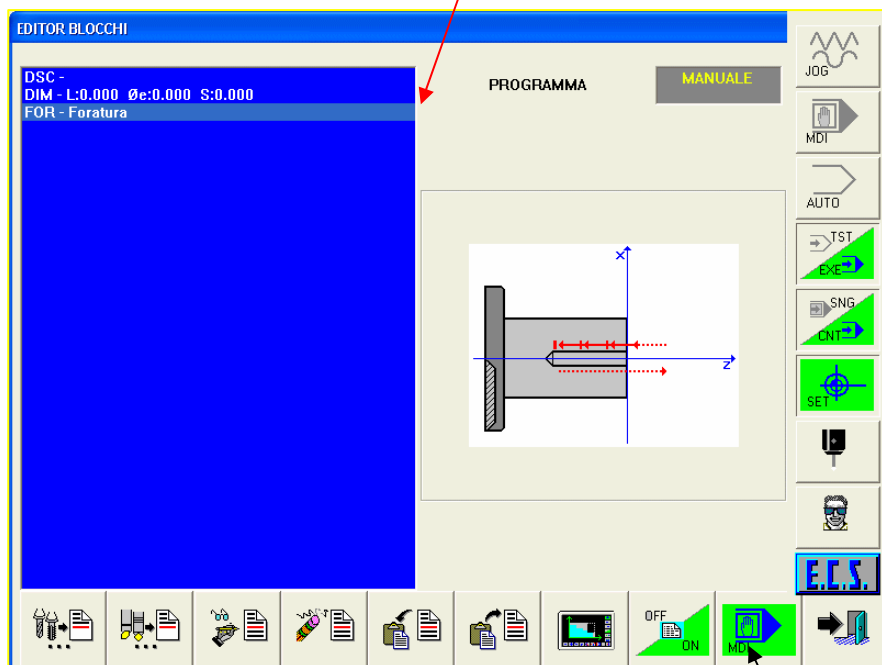 EDITOR BLOCCHI
DSC -
DIM - L:0.000 Øe:0.000 S:0.000
FOR - Foratura
PROGRAMMA
MANUALE
X
Z
JOG
MDI
AUTO
TST
EXE
SNG
CNT
SET
E.C.S.
...
...
OFF
ON
MDI